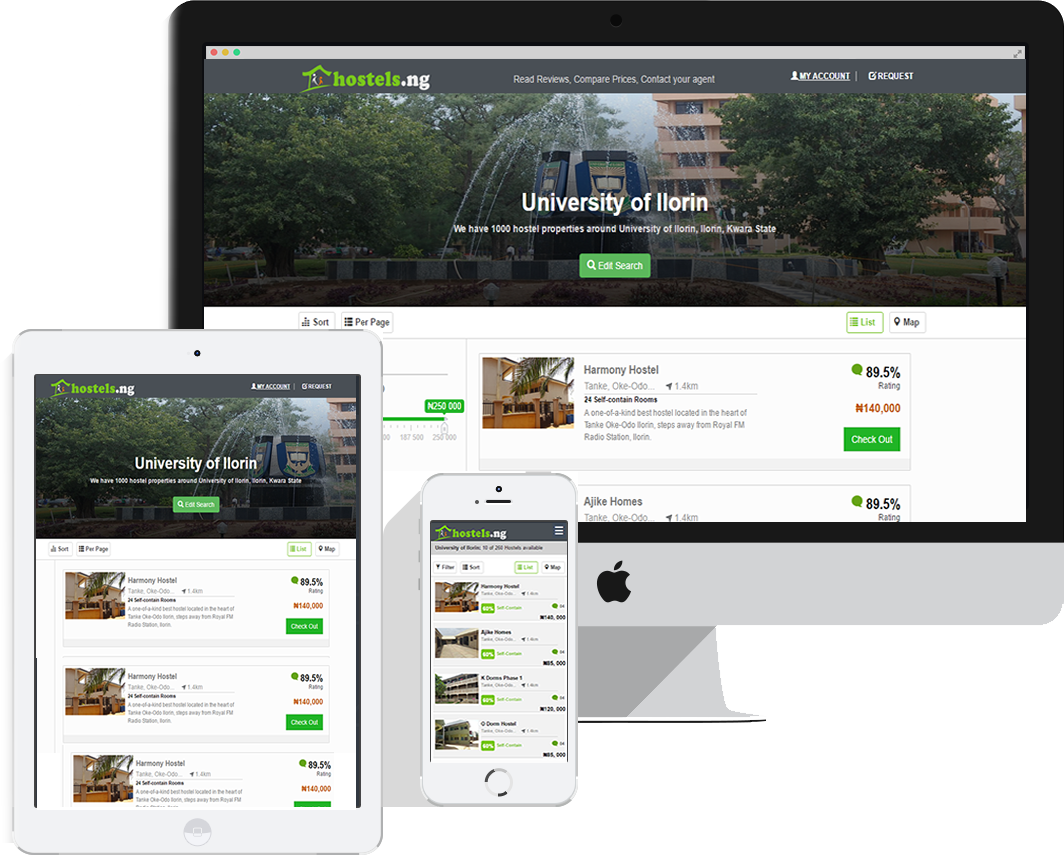 hostels.ng
Read Reviews, Compare Prices, Contact your agent
MY ACCOUNT | REQUEST
University of Ilorin
We have 1000 hostel properties around University of Ilorin, Ilorin, Kwara State
Edit Search
Sort Per Page List Map
₦250 000
187 500 250 000
Harmony Hostel
89.5%
Tanke, Oke-Odo... 1.4km
Rating
24 Self-contain Rooms
₦140,000
A one-of-a-kind best hostel located in the heart of
Tanke Oke-Odo Ilorin, steps away from Royal FM
Radio Station, Ilorin.
Check Out
Ajike Homes
89.5%
Tanke, Oke-Odo... 1.4km
Rating
hostels.ng
MY ACCOUNT | REQUEST
University of Ilorin
We have 1000 hostel properties around University of Ilorin, Ilorin, Kwara State
Edit Search
Sort Per Page List Map
Harmony Hostel
89.5%
Tanke, Oke-Odo... 1.4km
Rating
24 Self-contain Rooms
₦140,000
A one-of-a-kind best hostel located in the heart of
Tanke Oke-Odo Ilorin, steps away from Royal FM
Radio Station, Ilorin.
Check Out
Harmony Hostel
89.5%
Tanke, Oke-Odo... 1.4km
Rating
24 Self-contain Rooms
₦140,000
A one-of-a-kind best hostel located in the heart of
Tanke Oke-Odo Ilorin, steps away from Royal FM
Radio Station, Ilorin.
Check Out
Harmony Hostel
89.5%
Tanke, Oke-Odo... 1.4km
Rating
24 Self-contain Rooms
₦140,000
A one-of-a-kind best hostel located in the heart of
Tanke Oke-Odo Ilorin, steps away from Royal FM
Radio Station, Ilorin.
hostels.ng
University of Ilorin: 10 of 200 Hostels available
Filter Sort List Map
Harmony Hostel
Tanke, Oke-Odo... 1.4km
60% Self-Contain 04
₦140, 000
Ajike Homes
Tanke, Oke-Odo... 1.4km
60% Self-Contain 04
₦85, 000
K Dorms Phase 1
Tanke, Oke-Odo... 1.4km
60% Self-Contain 04
₦120, 000
O Dorm Hostel
Tanke, Oke-Odo... 1.4km
60% Self-Contain 04
₦85, 000